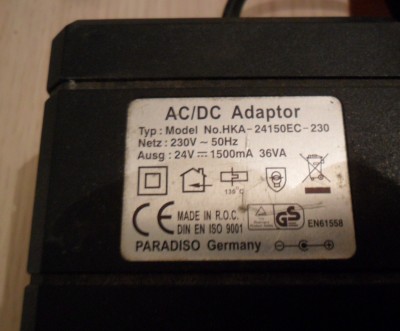 AC/DC Adaptor
Typ: Model No.HKA-24150EC-230
Netz: 230V ~ 50Hz
Ausg: 24V ⎓ 1500mA 36VA
130°C
CE MADE IN R.O.C.
DIN EN ISO 9001
GS
EN61558
PARADISO Germany